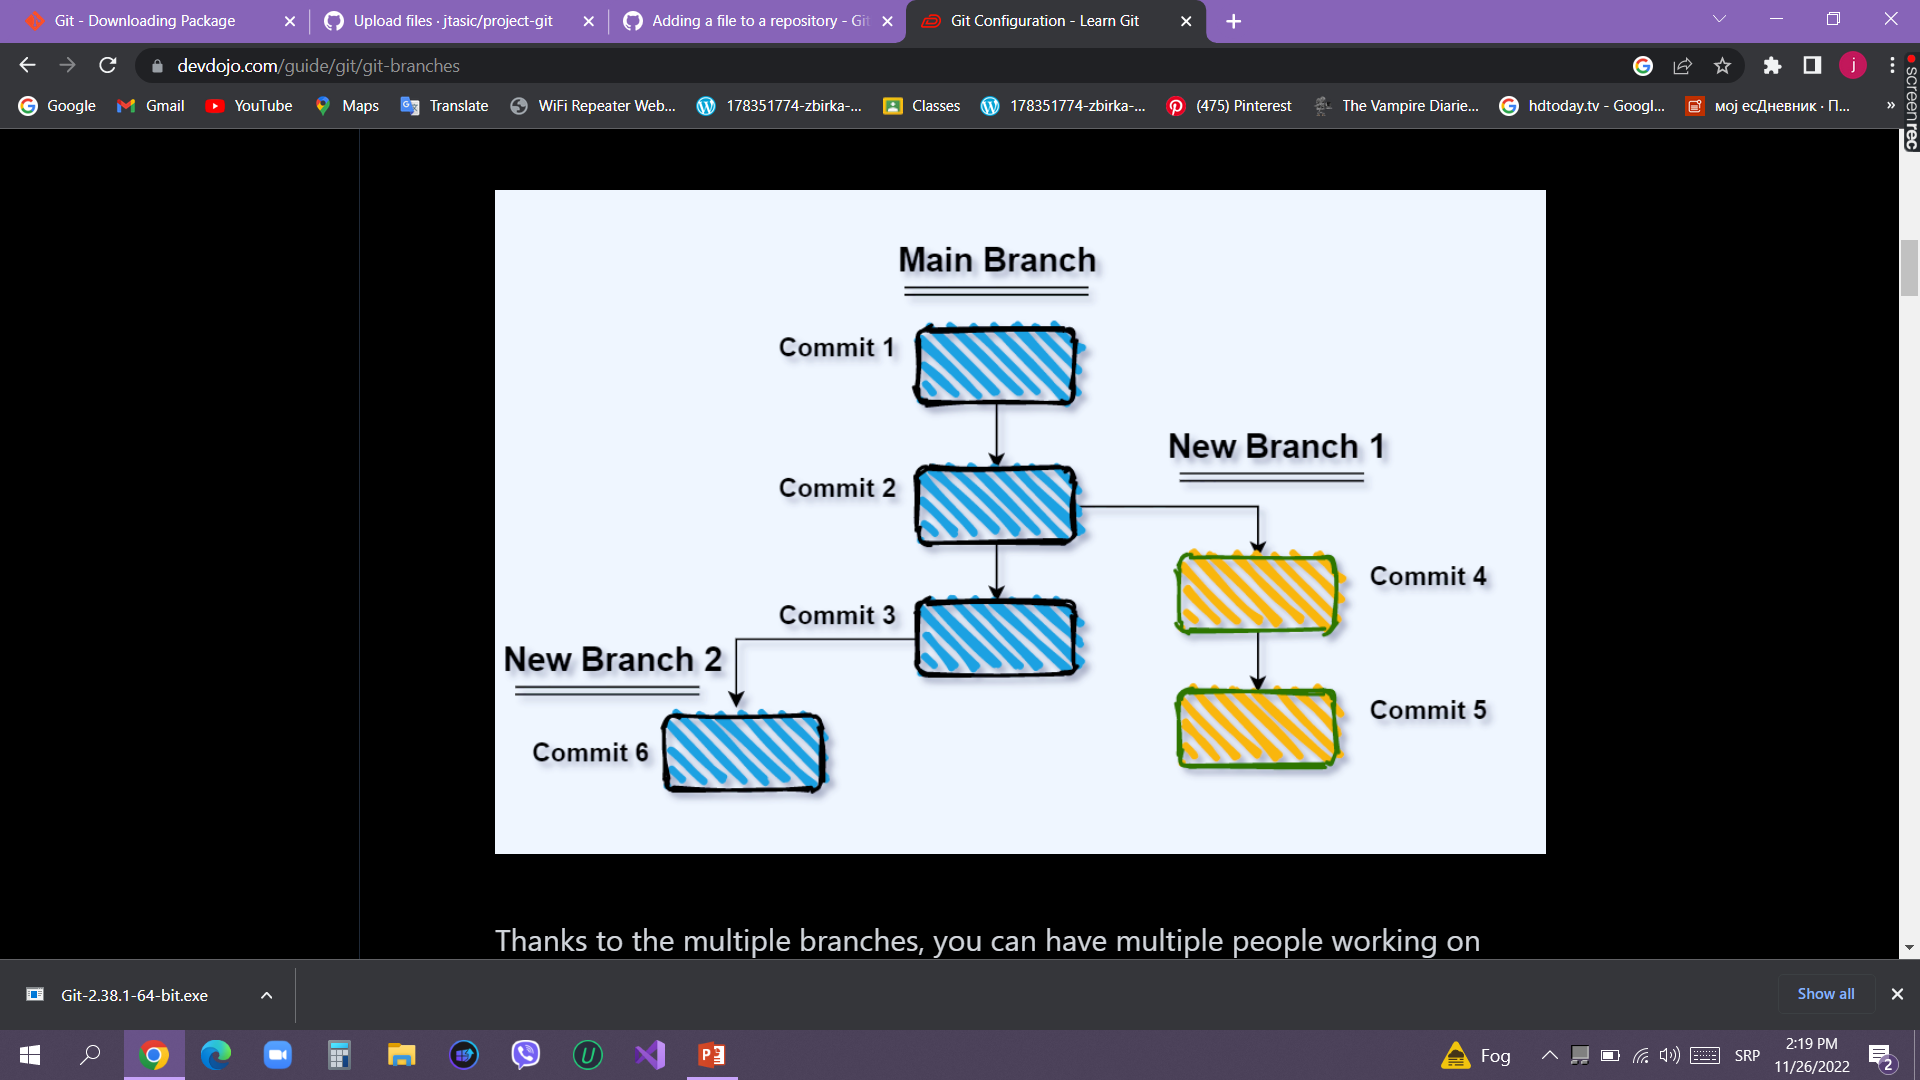 Git - Downloading Package
Upload files · jtasic/project-git
Adding a file to a repository - Git
Git Configuration - Learn Git
devdojo.com/guide/git/git-branches
j
Google
Gmail
YouTube
Maps
Translate
WiFi Repeater Web...
178351774-zbirka-...
Classes
178351774-zbirka-...
(475) Pinterest
The Vampire Diarie...
hdtoday.tv - Googl...
мој есДневник · П...
»
screenrec
Main Branch
Commit 1
New Branch 1
Commit 2
Commit 4
Commit 3
New Branch 2
Commit 5
Commit 6
Thanks to the multiple branches, you can have multiple people working on
Git-2.38.1-64-bit.exe
Show all
Fog
SRP
2:19 PM
11/26/2022
2